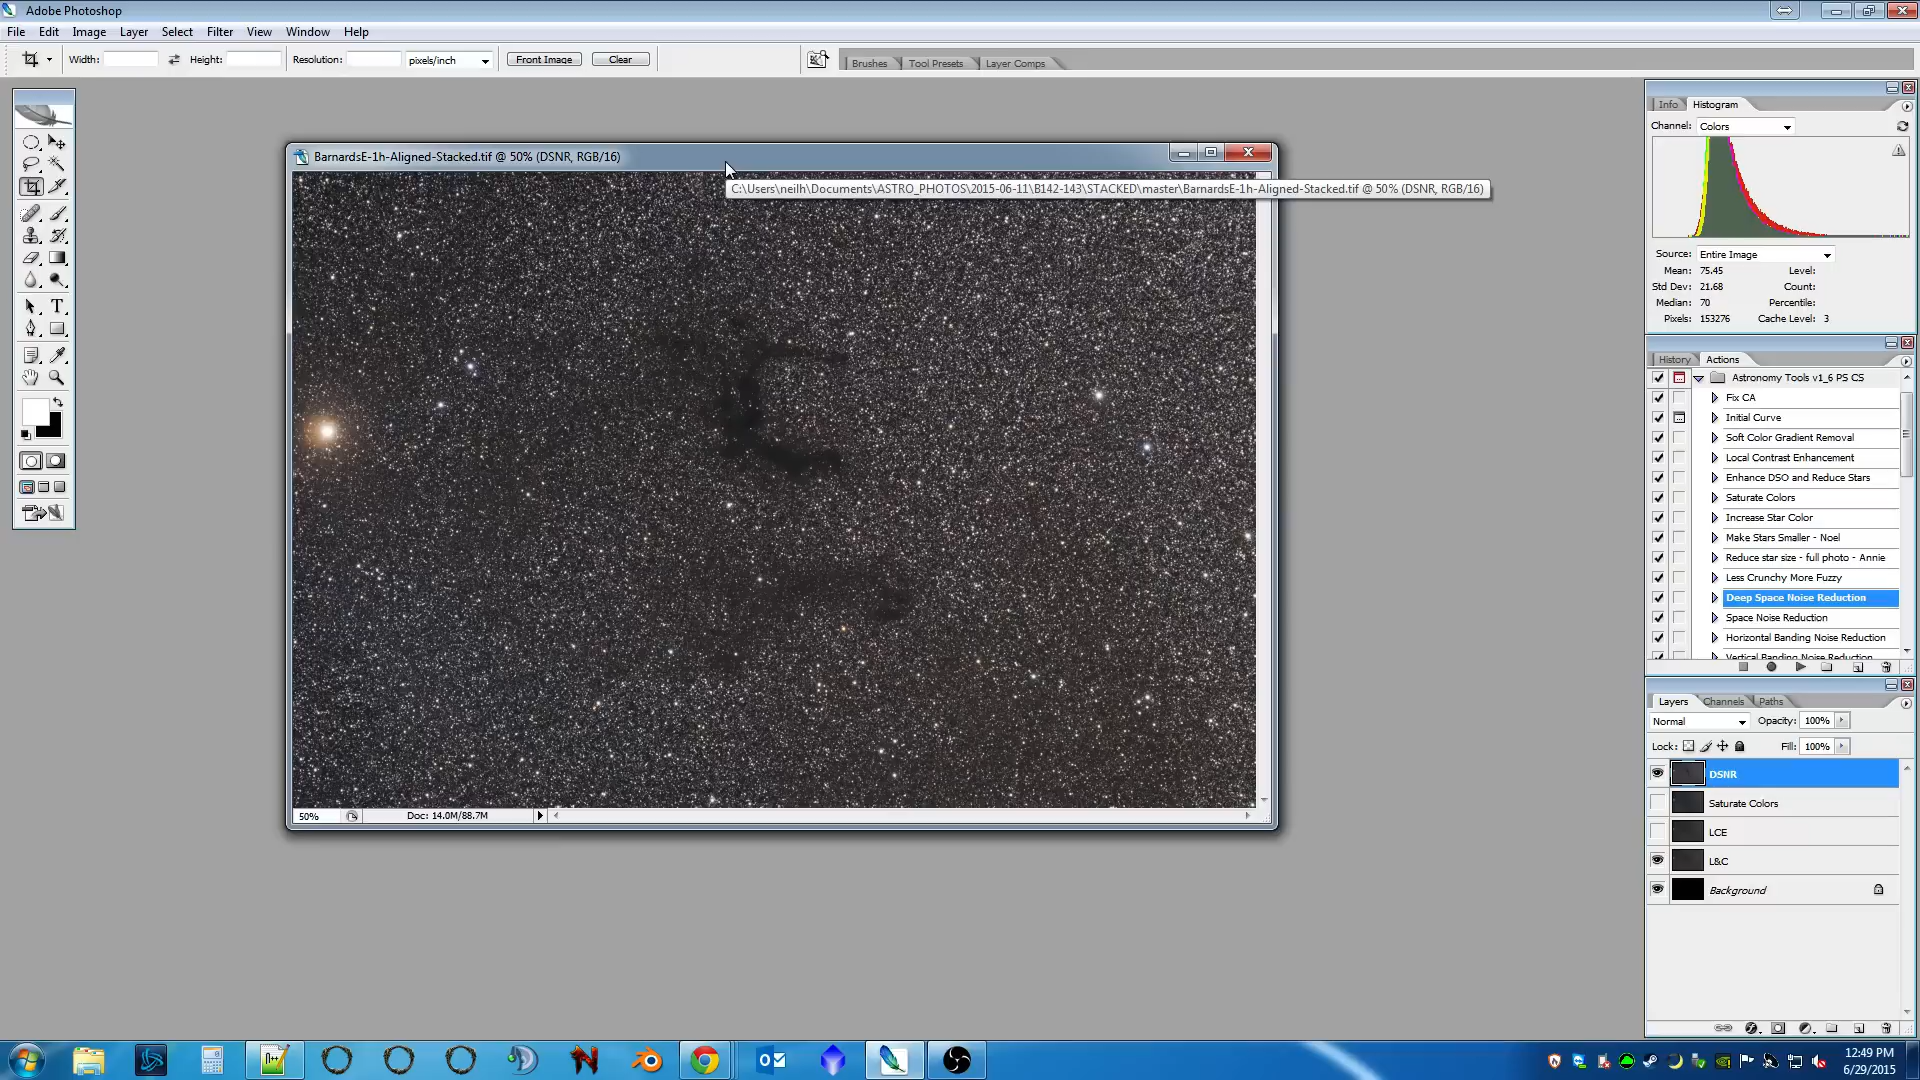 Adobe Photoshop
File Edit Image Layer Select Filter View Window Help
Width: Height: Resolution: pixels/inch Front Image Clear Brushes Tool Presets Layer Comps
BarnardsE-1h-Aligned-Stacked.tif @ 50% (DSNR, RGB/16)
C:\Users\neilh\Documents\ASTRO_PHOTOS\2015-06-11\B142-143\STACKED\master\BarnardsE-1h-Aligned-Stacked.tif @ 50% (DSNR, RGB/16)
50% Doc: 14.0M/88.7M
Info Histogram
Channel: Colors
Source: Entire Image
Mean: 75.45 Level:
Std Dev: 21.68 Count:
Median: 70 Percentile:
Pixels: 153276 Cache Level: 3
History Actions
Astronomy Tools v1_6 PS CS
Fix CA
Initial Curve
Soft Color Gradient Removal
Local Contrast Enhancement
Enhance DSO and Reduce Stars
Saturate Colors
Increase Star Color
Make Stars Smaller - Noel
Reduce star size - full photo - Annie
Less Crunchy More Fuzzy
Deep Space Noise Reduction
Space Noise Reduction
Horizontal Banding Noise Reduction
Vertical Banding Noise Reduction
Layers Channels Paths
Normal Opacity: 100%
Lock: Fill: 100%
DSNR
Saturate Colors
LCE
L&C
Background
12:49 PM
6/29/2015